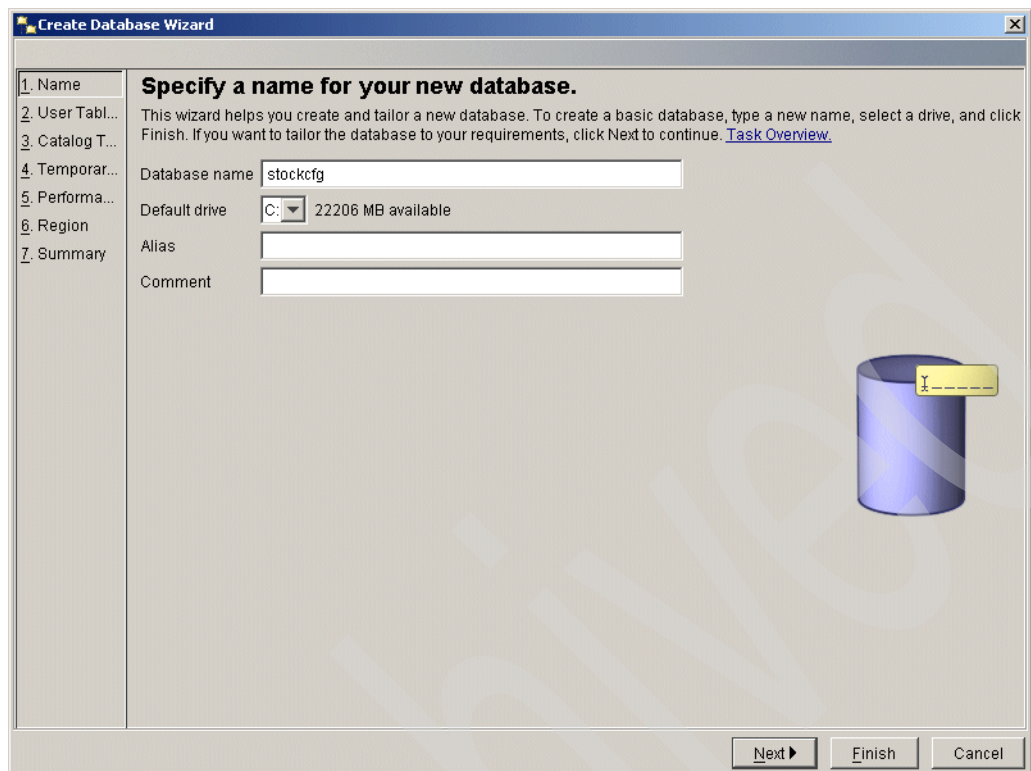 Create Database Wizard
1. Name
2. User Tabl...
3. Catalog T...
4. Temporar...
5. Performa...
6. Region
7. Summary
Specify a name for your new database.
This wizard helps you create and tailor a new database. To create a basic database, type a new name, select a drive, and click
Finish. If you want to tailor the database to your requirements, click Next to continue. Task Overview.
Database name stockcfg
Default drive C: 22206 MB available
Alias
Comment
Next
Finish
Cancel